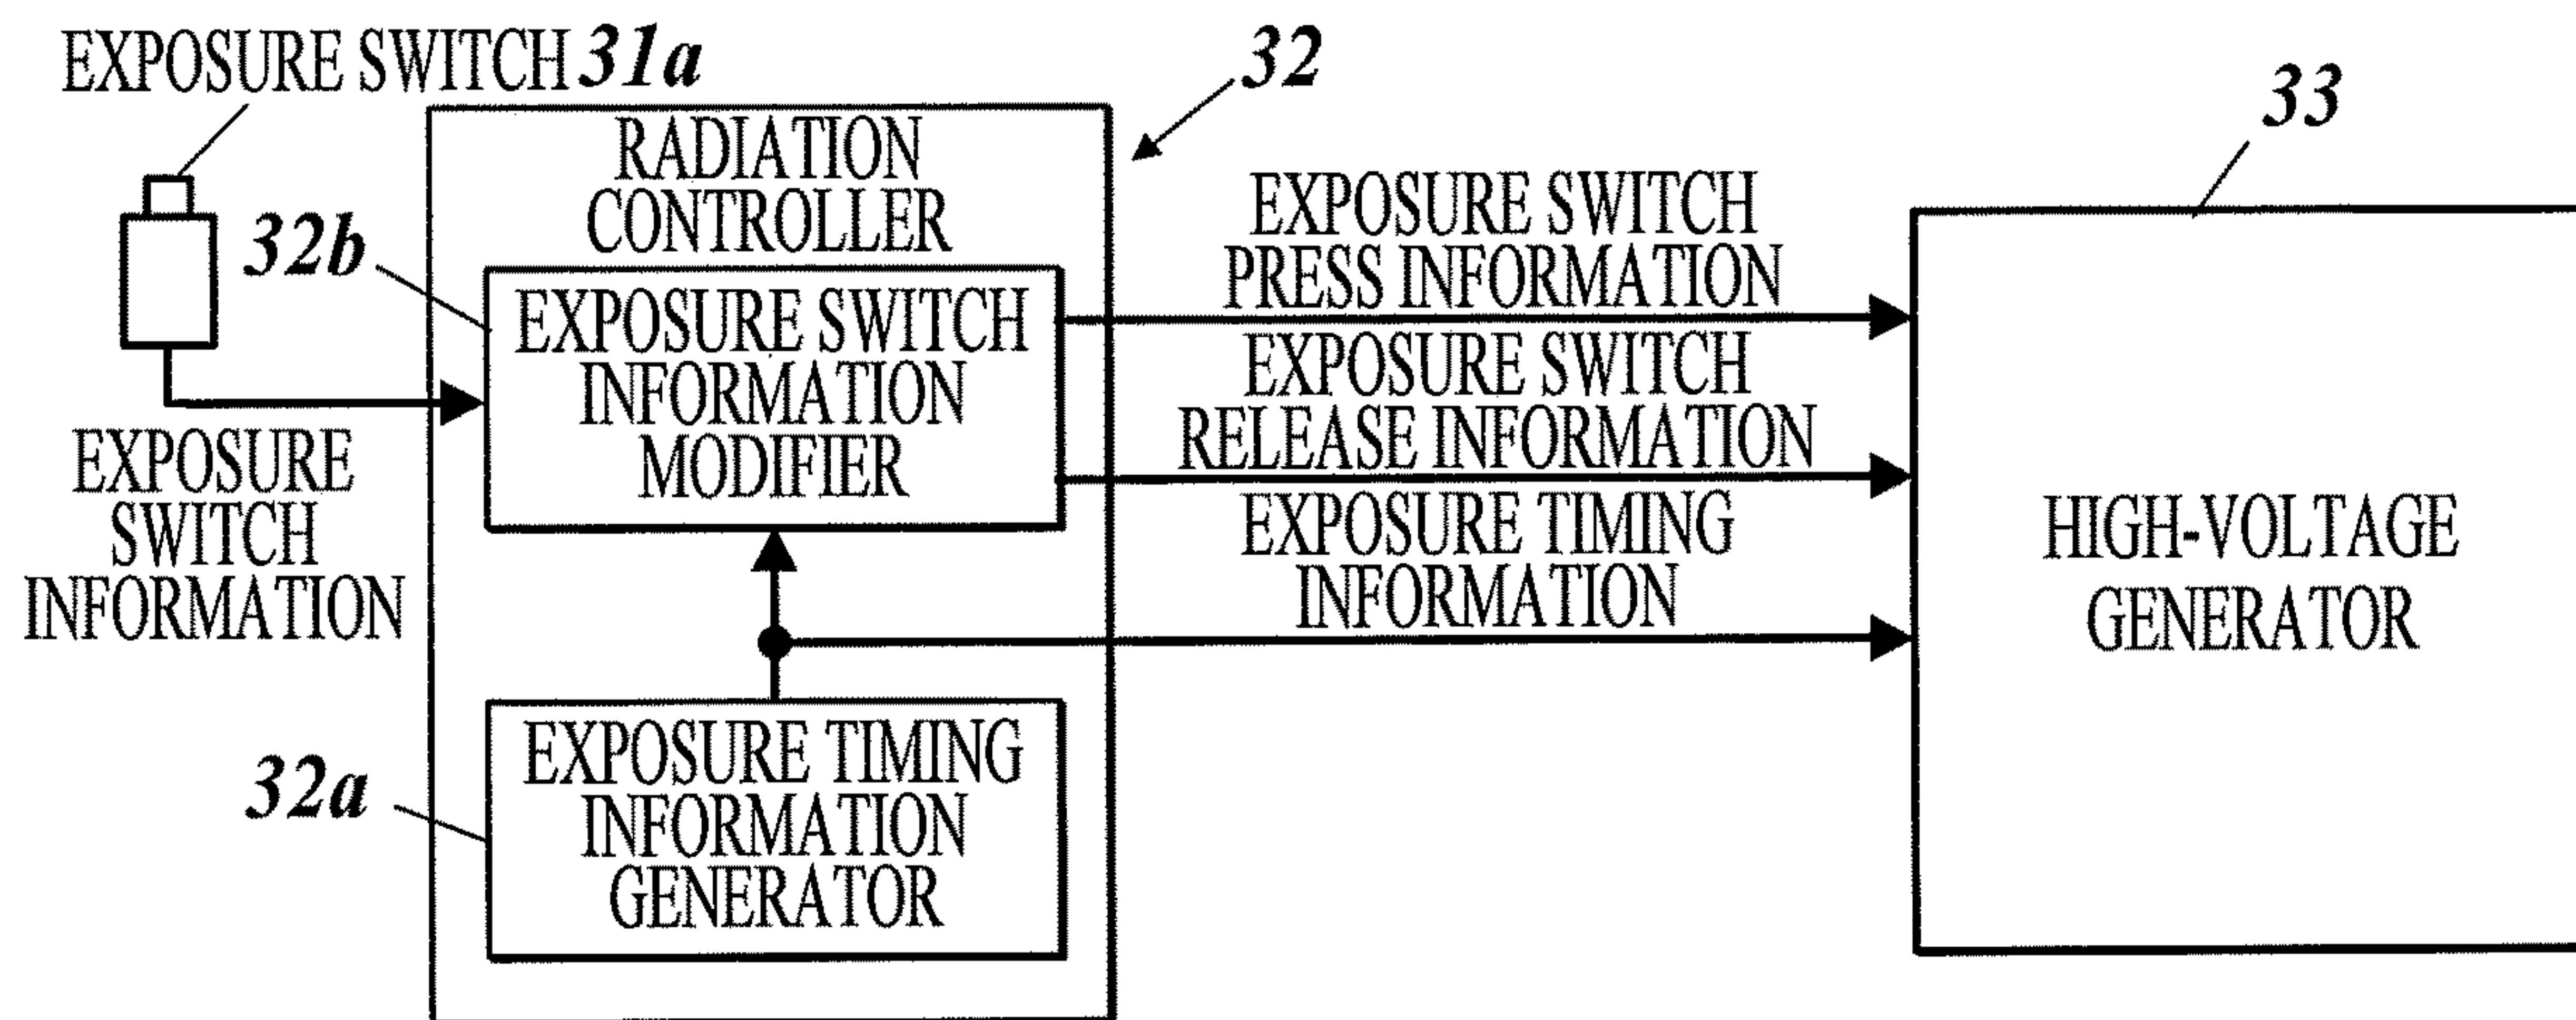 EXPOSURE SWITCH 31a
32
33
RADIATION
CONTROLLER
32b
EXPOSURE SWITCH
INFORMATION
MODIFIER
EXPOSURE
SWITCH
INFORMATION
EXPOSURE SWITCH
PRESS INFORMATION
EXPOSURE SWITCH
RELEASE INFORMATION
EXPOSURE TIMING
INFORMATION
HIGH-VOLTAGE
GENERATOR
32a
EXPOSURE TIMING
INFORMATION
GENERATOR